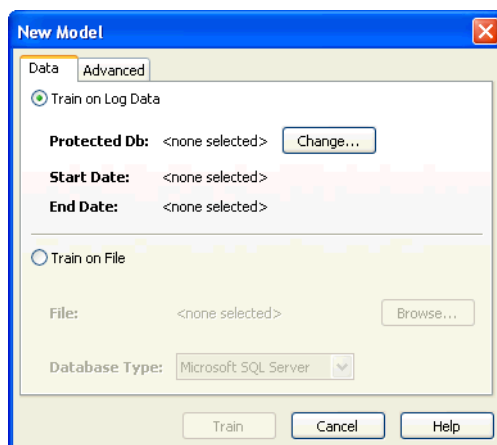 New Model
Data Advanced
Train on Log Data
Protected Db: <none selected> Change...
Start Date: <none selected>
End Date: <none selected>
Train on File
File: <none selected> Browse...
Database Type: Microsoft SQL Server
Train Cancel Help